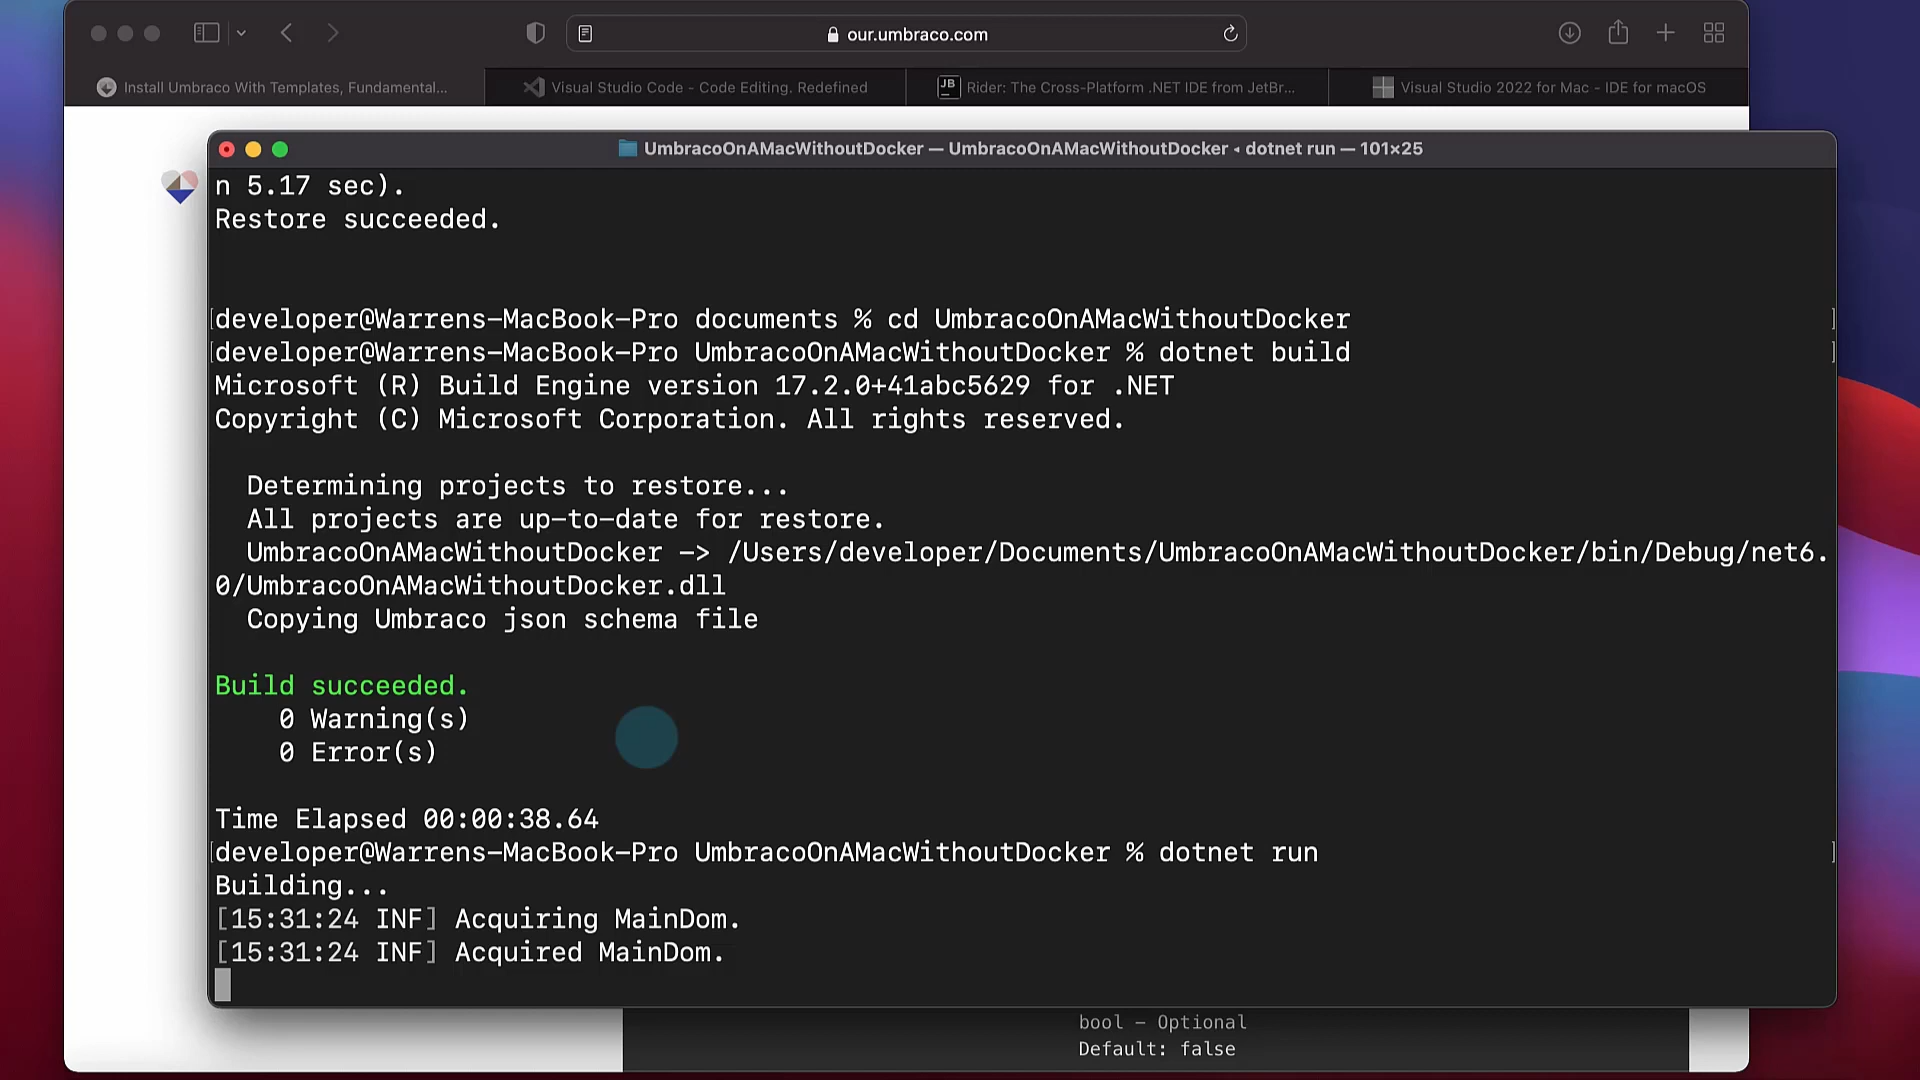 our.umbraco.com
Install Umbraco With Templates, Fundamental...
Visual Studio Code - Code Editing. Redefined
JB
Rider: The Cross-Platform .NET IDE from JetBr...
Visual Studio 2022 for Mac - IDE for macOS
UmbracoOnAMacWithoutDocker — UmbracoOnAMacWithoutDocker ◂ dotnet run — 101×25
n 5.17 sec).
Restore succeeded.
[developer@Warrens-MacBook-Pro documents % cd UmbracoOnAMacWithoutDocker ]
[developer@Warrens-MacBook-Pro UmbracoOnAMacWithoutDocker % dotnet build ]
Microsoft (R) Build Engine version 17.2.0+41abc5629 for .NET
Copyright (C) Microsoft Corporation. All rights reserved.
Determining projects to restore...
All projects are up-to-date for restore.
UmbracoOnAMacWithoutDocker -> /Users/developer/Documents/UmbracoOnAMacWithoutDocker/bin/Debug/net6.
0/UmbracoOnAMacWithoutDocker.dll
Copying Umbraco json schema file
Build succeeded.
0 Warning(s)
0 Error(s)
Time Elapsed 00:00:38.64
[developer@Warrens-MacBook-Pro UmbracoOnAMacWithoutDocker % dotnet run ]
Building...
[15:31:24 INF] Acquiring MainDom.
[15:31:24 INF] Acquired MainDom.
bool – Optional
Default: false